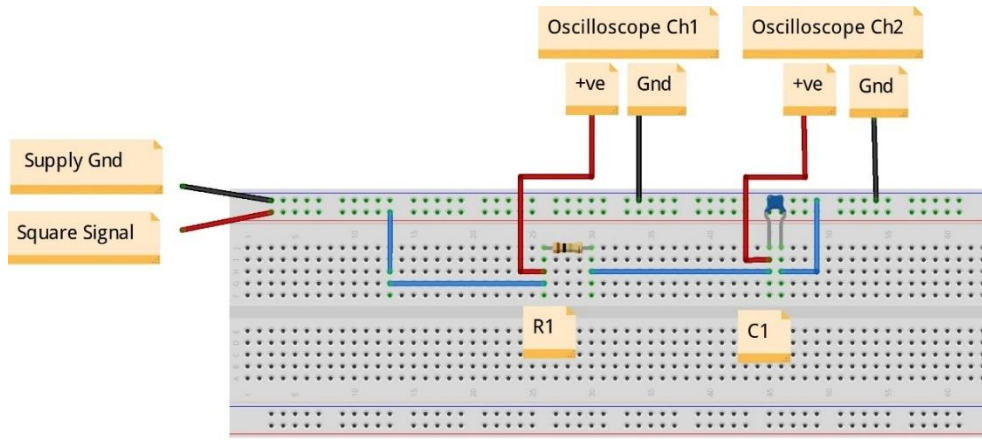 Oscilloscope Ch1
Oscilloscope Ch2
+ve
Gnd
+ve
Gnd
Supply Gnd
Square Signal
R1
C1